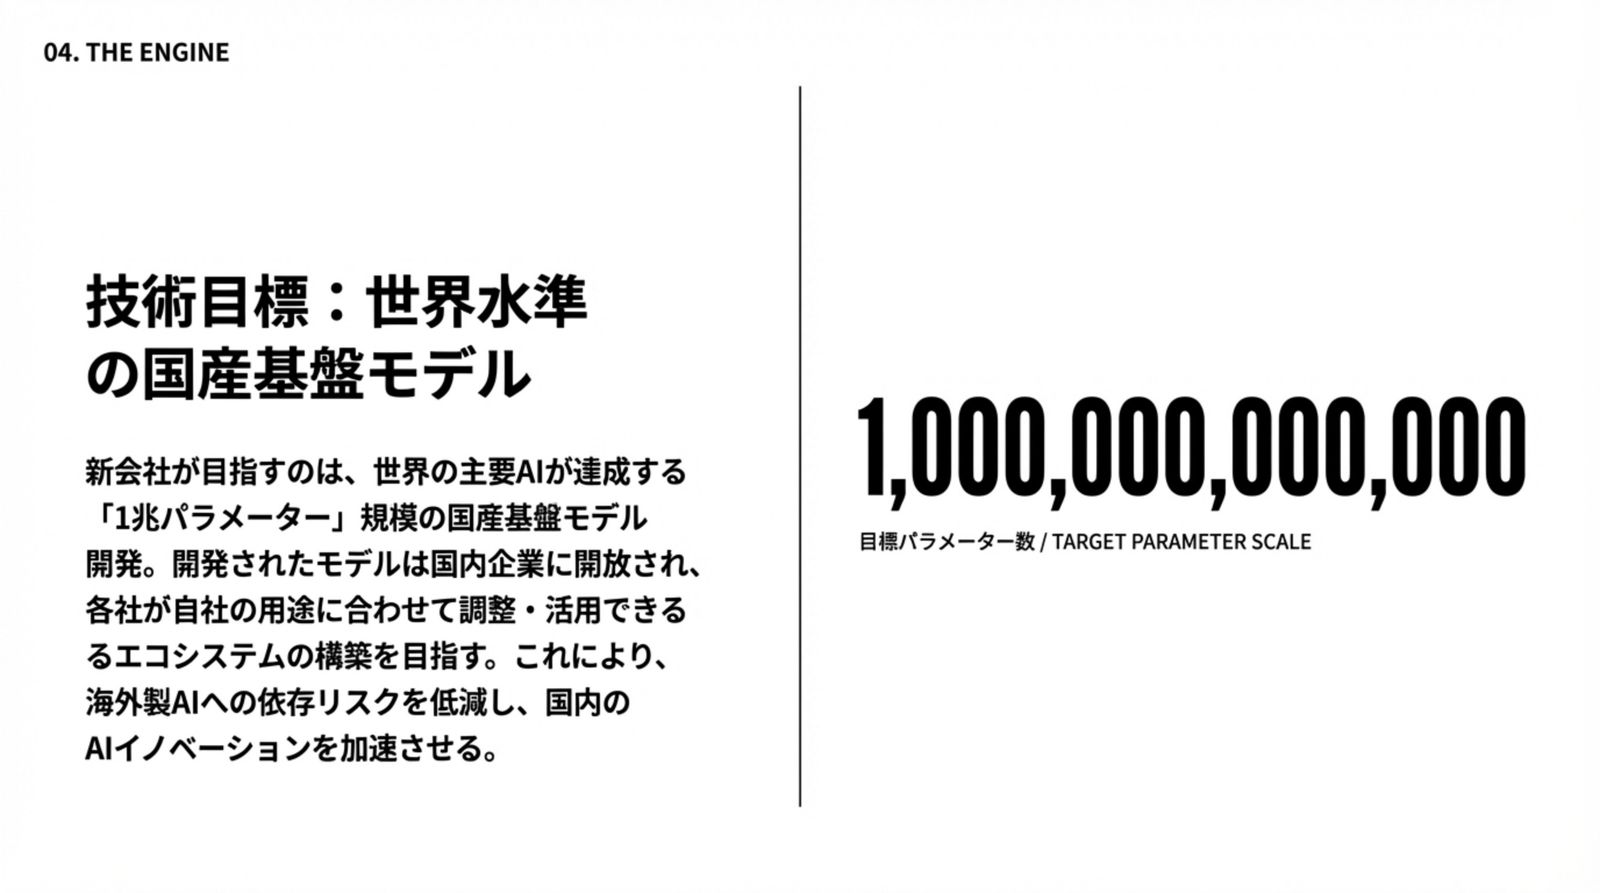 04. THE ENGINE
技術目標：世界水準
の国産基盤モデル
新会社が目指すのは、世界の主要AIが達成する
「1兆パラメーター」規模の国産基盤モデル
開発。開発されたモデルは国内企業に開放され、
各社が自社の用途に合わせて調整・活用できる
るエコシステムの構築を目指す。これにより、
海外製AIへの依存リスクを低減し、国内の
AIイノベーションを加速させる。
1,000,000,000,000
目標パラメーター数 / TARGET PARAMETER SCALE